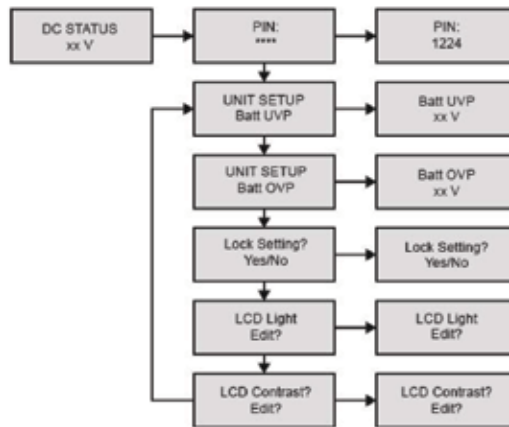 DC STATUS
xx V
PIN:
****
PIN:
1224
UNIT SETUP
Batt UVP
Batt UVP
xx V
UNIT SETUP
Batt OVP
Batt OVP
xx V
Lock Setting?
Yes/No
Lock Setting?
Yes/No
LCD Light
Edit?
LCD Light
Edit?
LCD Contrast?
Edit?
LCD Contrast?
Edit?